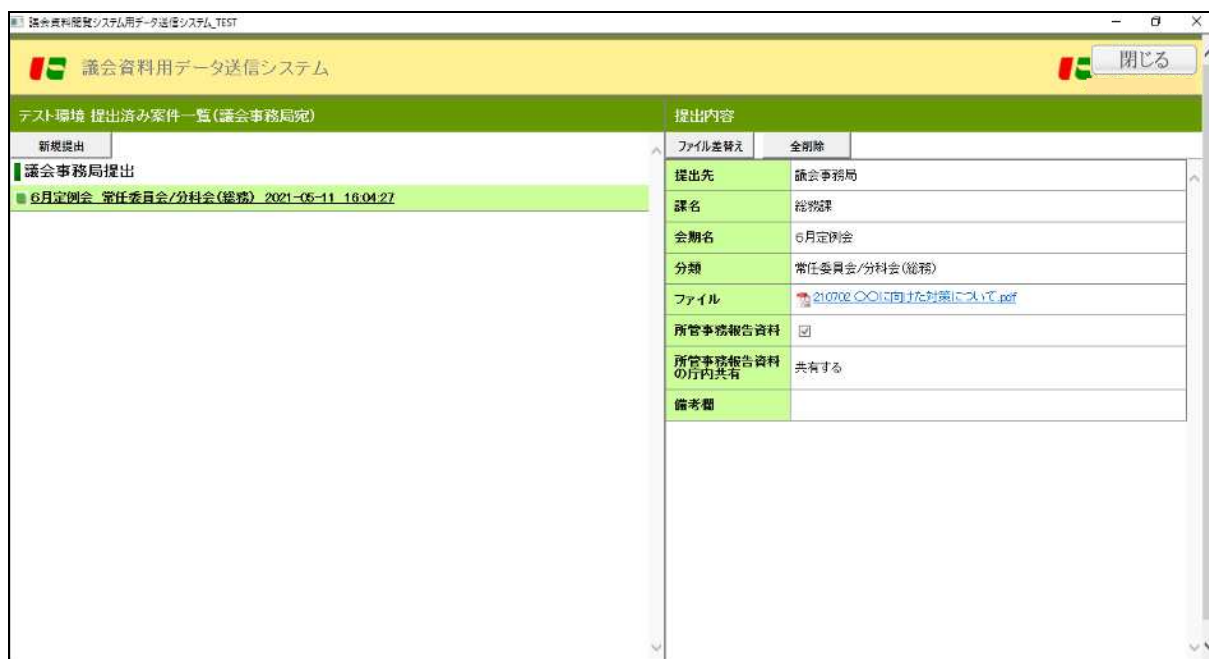 議会資料閲覧システム用データ送信システム_TEST
議会資料用データ送信システム
閉じる
テスト環境 提出済み案件一覧(議会事務局宛)
新規提出
議会事務局提出
6月定例会 常任委員会/分科会(総務) 2021-05-11 16:04:27
提出内容
ファイル差替え 全削除
提出先 議会事務局
課名 総務課
会期名 6月定例会
分類 常任委員会/分科会(総務)
ファイル 210702 〇〇に向けた対策について.pdf
所管事務報告資料
所管事務報告資料
の庁内共有 共有する
備考欄